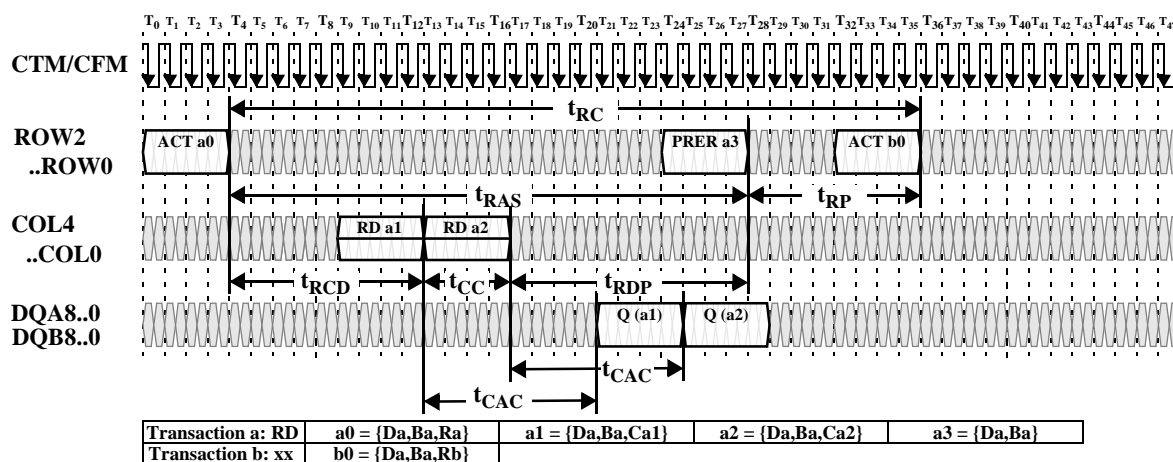 T0 T1 T2 T3 T4 T5 T6 T7 T8 T9 T10 T11 T12 T13 T14 T15 T16 T17 T18 T19 T20 T21 T22 T23 T24 T25 T26 T27 T28 T29 T30 T31 T32 T33 T34 T35 T36 T37 T38 T39 T40 T41 T42 T43 T44 T45 T46 T47
CTM/CFM
tRC
ROW2 ACT a0 PRER a3 ACT b0
..ROW0
tRAS tRP
COL4 RD a1 RD a2
..COL0
tRCD tCC tRDP
DQA8..0 Q (a1) Q (a2)
DQB8..0
tCAC
tCAC
Transaction a: RD a0 = {Da,Ba,Ra} a1 = {Da,Ba,Ca1} a2 = {Da,Ba,Ca2} a3 = {Da,Ba}
Transaction b: xx b0 = {Da,Ba,Rb}